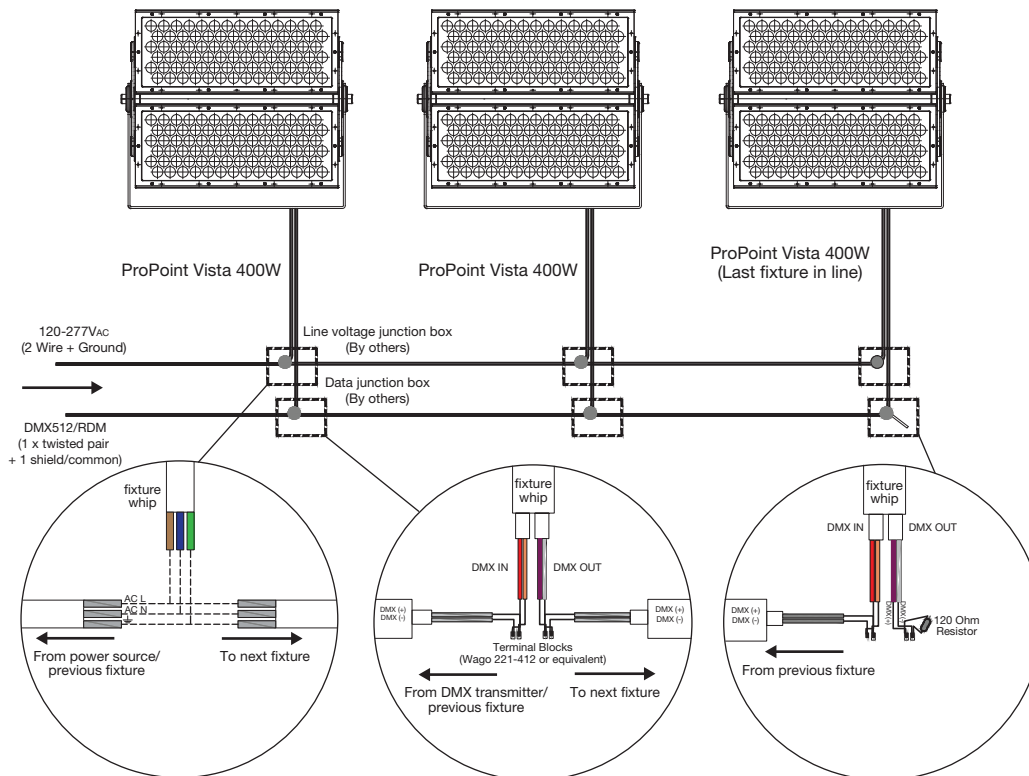 ProPoint Vista 400W
ProPoint Vista 400W
ProPoint Vista 400W
(Last fixture in line)
120-277VAC
(2 Wire + Ground)
Line voltage junction box
(By others)
Data junction box
(By others)
DMX512/RDM
(1 x twisted pair
+ 1 shield/common)
fixture
whip
AC L
AC N
From power source/
previous fixture
To next fixture
fixture
whip
DMX IN
DMX OUT
DMX (+)
DMX (-)
DMX (+)
DMX (-)
Terminal Blocks
(Wago 221-412 or equivalent)
From DMX transmitter/
previous fixture
To next fixture
fixture
whip
DMX IN
DMX OUT
DMX (+)
DMX (-)
DMX(+)
DMX(-)
120 Ohm
Resistor
From previous fixture